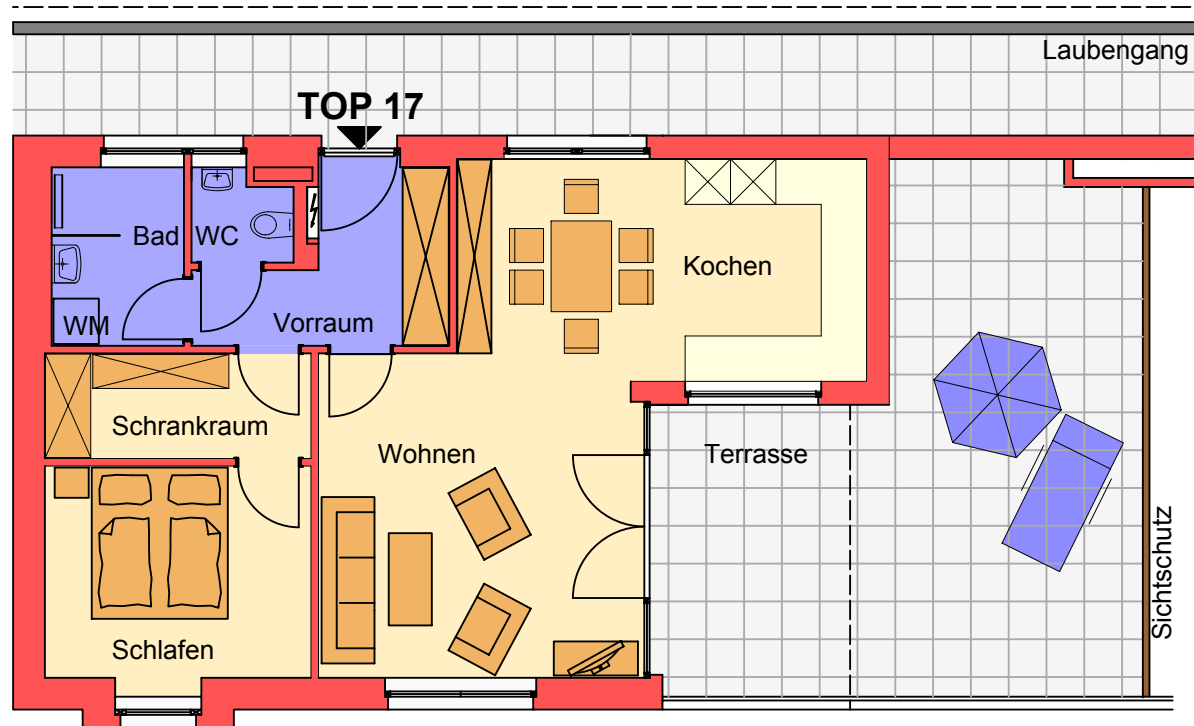 Laubengang
TOP 17
Bad
WC
Kochen
WM
Vorraum
Schrankraum
Wohnen
Terrasse
Sichtschutz
Schlafen